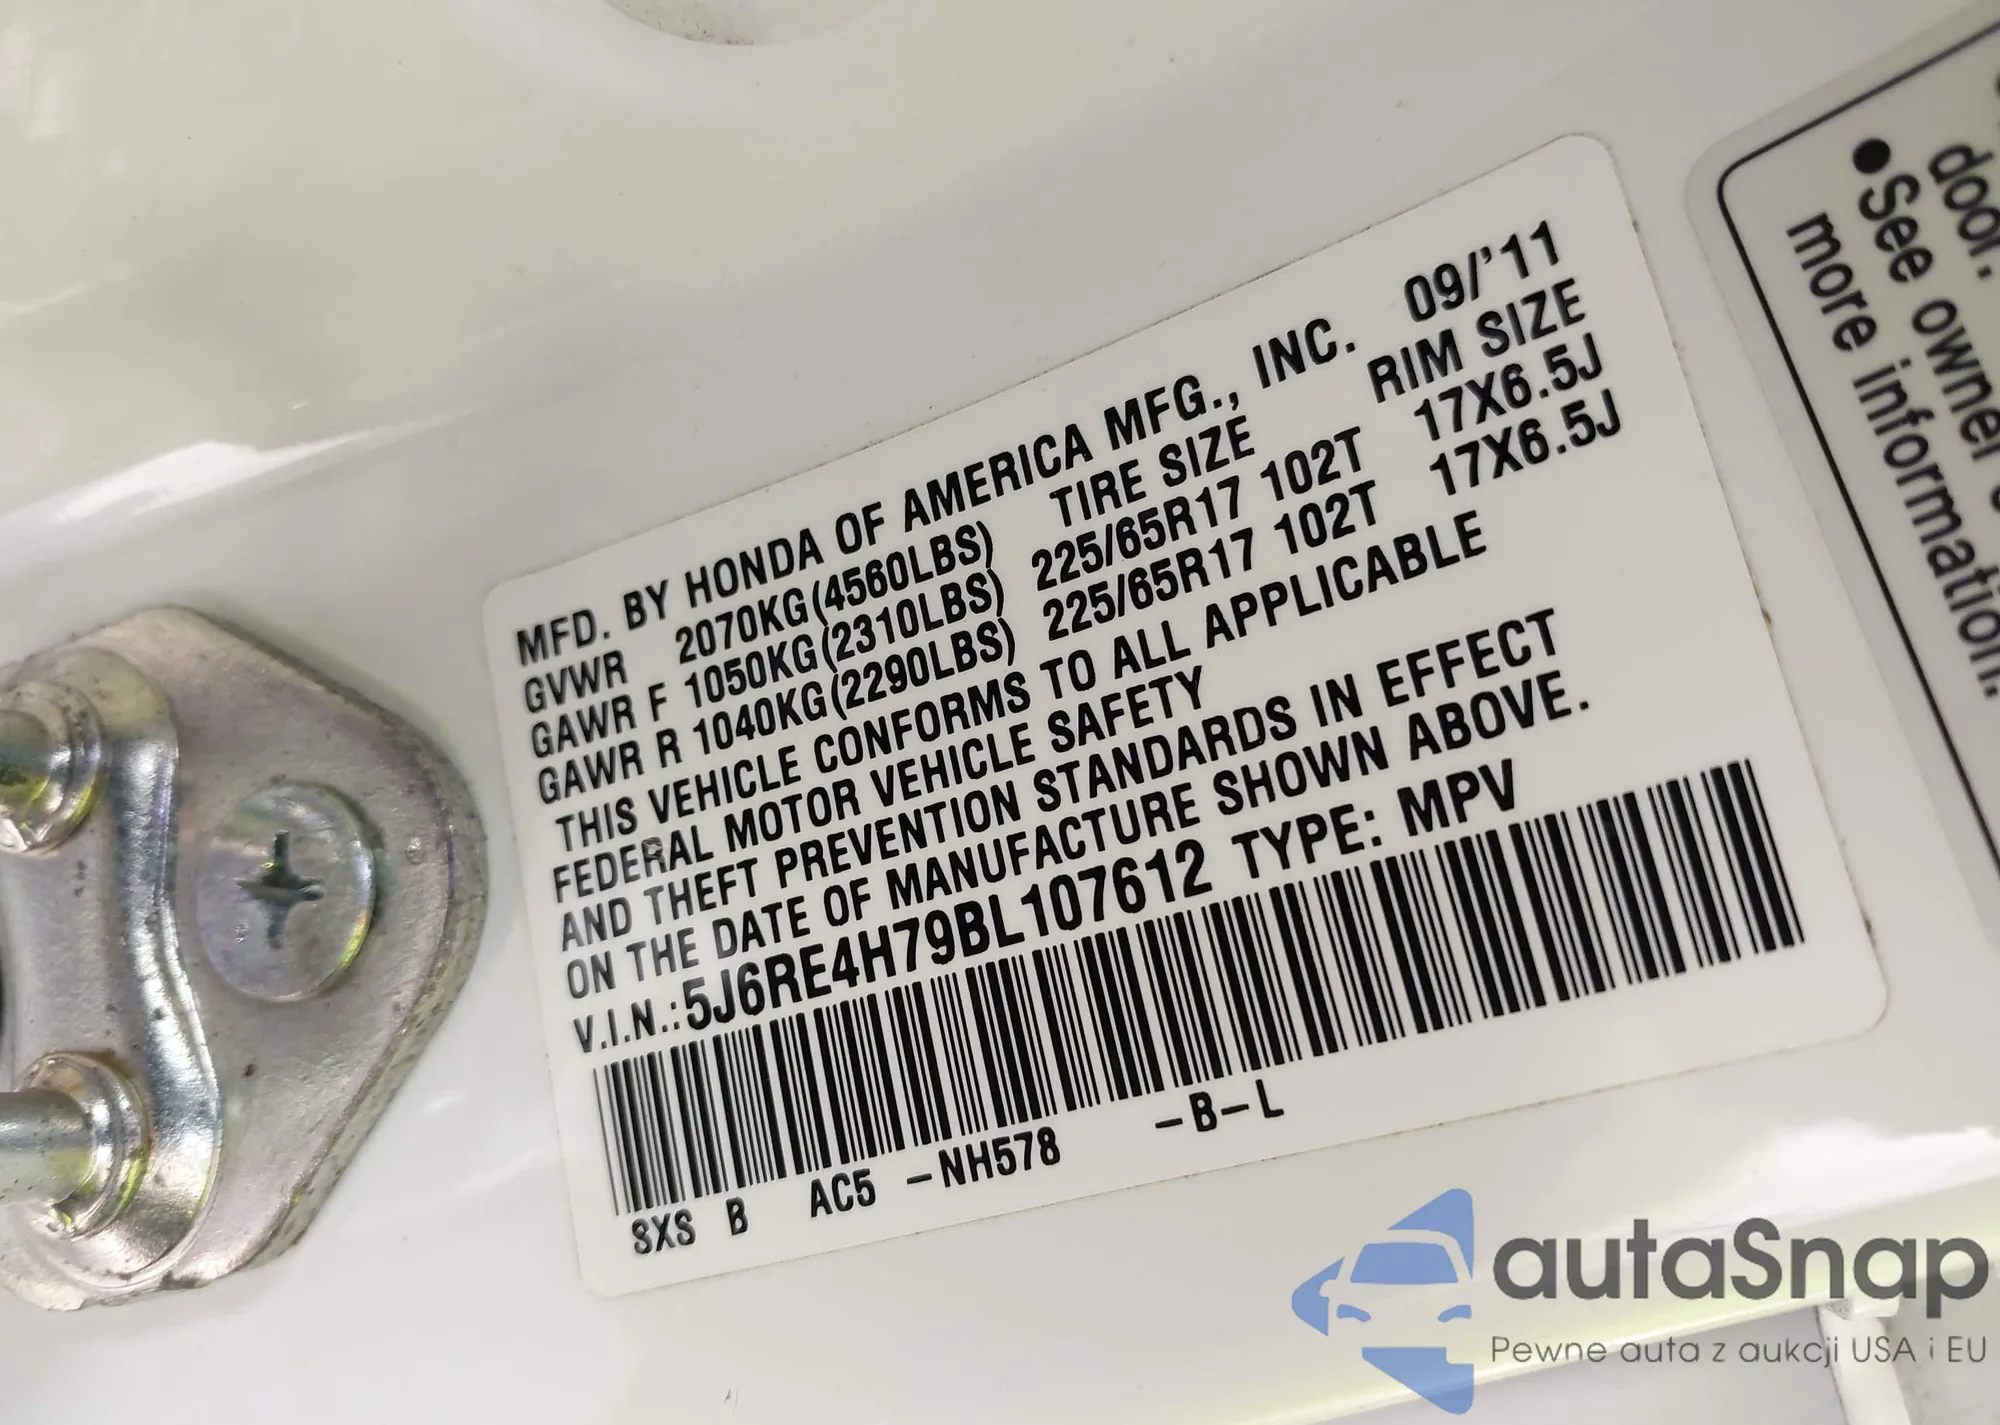 MFD. BY HONDA OF AMERICA MFG., INC. 09/'11
GVWR 2070KG(4560LBS) TIRE SIZE RIM SIZE
GAWR F 1050KG(2310LBS) 225/65R17 102T 17X6.5J
GAWR R 1040KG(2290LBS) 225/65R17 102T 17X6.5J
THIS VEHICLE CONFORMS TO ALL APPLICABLE
FEDERAL MOTOR VEHICLE SAFETY
AND THEFT PREVENTION STANDARDS IN EFFECT
ON THE DATE OF MANUFACTURE SHOWN ABOVE.
V.I.N.:5J6RE4H79BL107612 TYPE: MPV
SXS B AC5 -NH578 -B-L
door.
●See owner
more information.
autaSnap
Pewne auta z aukcji USA i EU